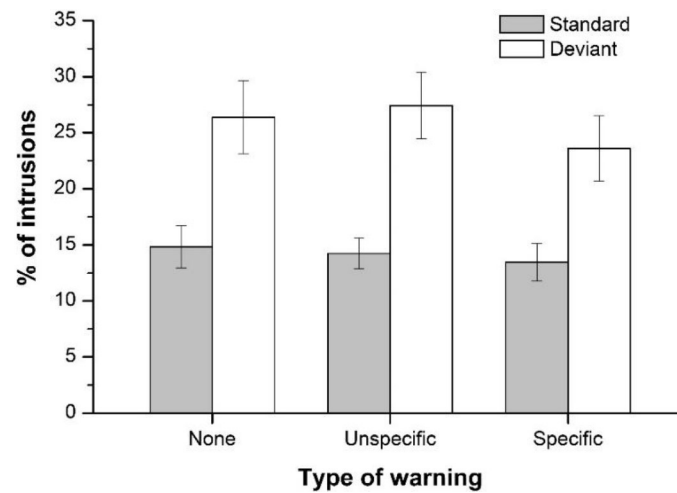 35
30
25
20
15
10
5
0
% of intrusions
Standard
Deviant
None Unspecific Specific
Type of warning